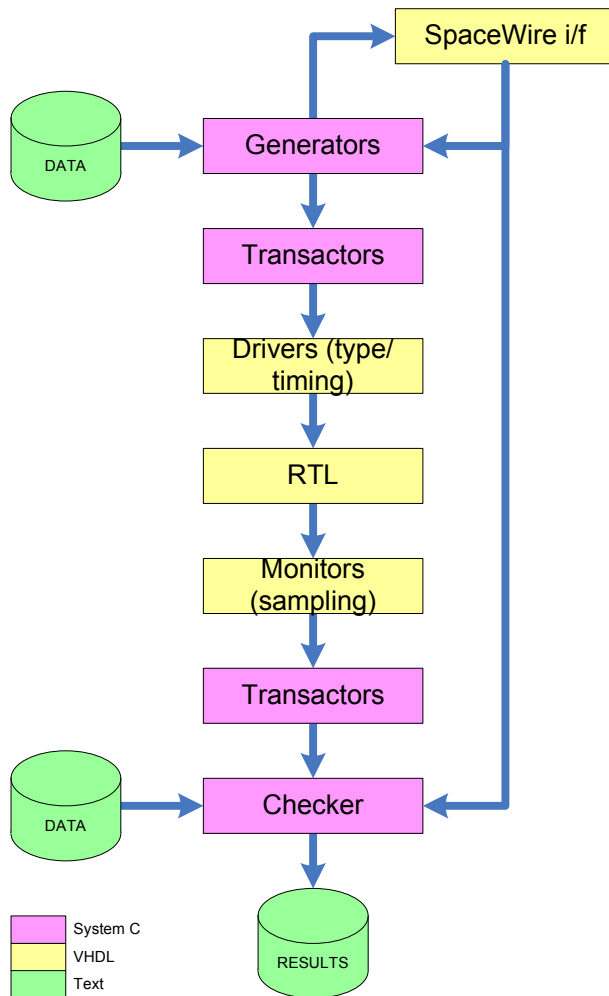 SpaceWire i/f
Generators
DATA
Transactors
Drivers (type/
timing)
RTL
Monitors
(sampling)
Transactors
Checker
DATA
System C
VHDL
Text
RESULTS